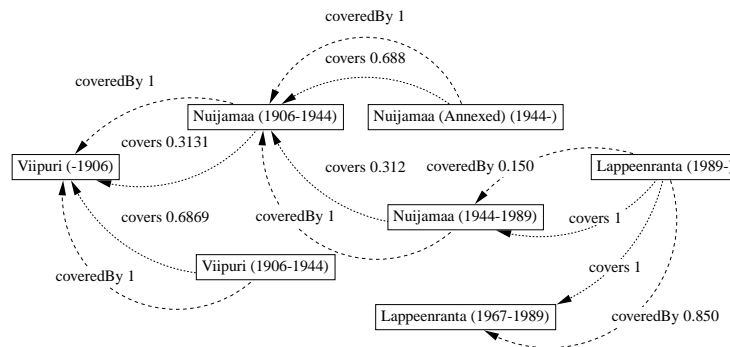 coveredBy 1
covers 0.688
coveredBy 1
Nuijamaa (1906-1944)
Nuijamaa (Annexed) (1944-)
covers 0.3131
Viipuri (-1906)
covers 0.312
coveredBy 0.150
Lappeenranta (1989-)
covers 0.6869
coveredBy 1
Nuijamaa (1944-1989)
covers 1
Viipuri (1906-1944)
coveredBy 1
covers 1
Lappeenranta (1967-1989)
coveredBy 0.850